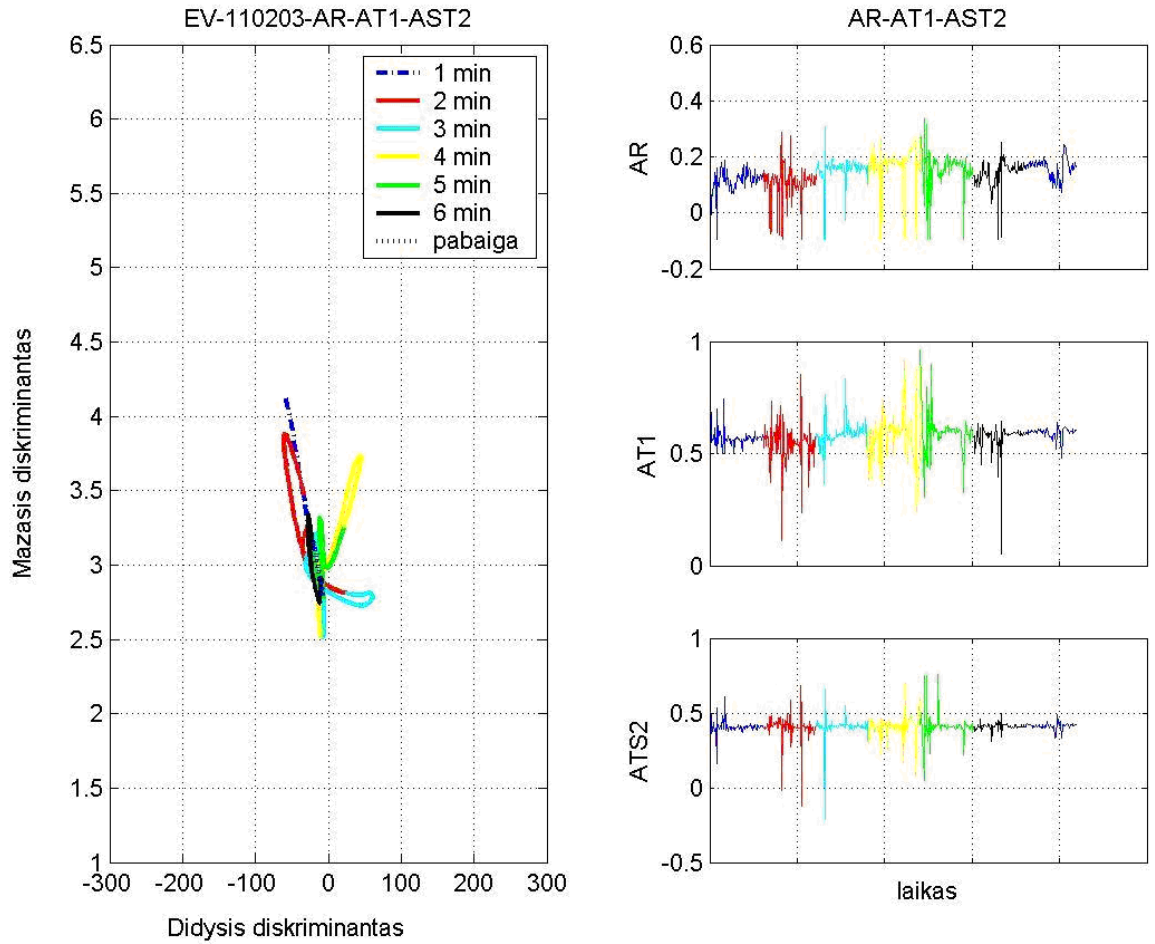 EV-110203-AR-AT1-AST2
Mazasis diskriminantas
6.5
6
5.5
5
4.5
4
3.5
3
2.5
2
1.5
1
-300 -200 -100 0 100 200 300
Didysis diskriminantas
1 min
2 min
3 min
4 min
5 min
6 min
pabaiga
AR-AT1-AST2
AR
0.6
0.4
0.2
0
-0.2
AT1
1
0.5
0
ATS2
1
0.5
0
-0.5
laikas